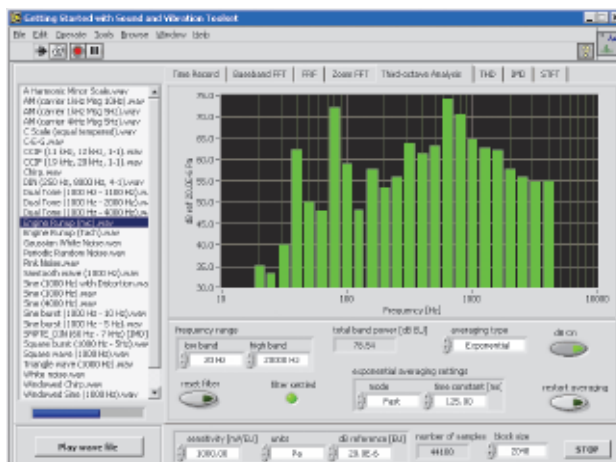 Getting Started with Sound and Vibration Toolset
File Edit Operate Tools Browse Window Help
Time Record Baseband FFT FRF Zoom FFT Third-octave Analysis THD IMD STFT
A Harmonic Minor Scale.wav
AM (carrier 1kHz Msg 10Hz).wav
AM (carrier 1kHz Msg 5Hz).wav
AM (carrier 4kHz Msg 5Hz).wav
C Scale (equal tempered).wav
C-E-G.wav
CCIF (11 kHz, 12 kHz, 1-1).wav
CCIF (19 kHz, 20 kHz, 1-1).wav
Chirp.wav
DIN (250 Hz, 8000 Hz, 4-1).wav
Dual Tone (1000 Hz - 1100 Hz).wav
Dual Tone (1000 Hz - 2000 Hz).wav
Dual Tone (1000 Hz - 4000 Hz).wav
Engine Runup
Engine Runup (Tach).wav
Gaussian White Noise.wav
Periodic Random Noise.wav
Pink Noise.wav
Sawtooth wave (1000 Hz).wav
Sine (1000 Hz) with Distortion.wav
Sine (1000 Hz).wav
Sine (4000 Hz).wav
Sine burst (1000 Hz - 10 Hz).wav
Sine burst (1000 Hz - 5 Hz).wav
SMPTE_DIN (60 Hz - 7 kHz) [IMD]
Square burst (1000 Hz - 5Hz).wav
Square wave (1000 Hz).wav
Triangle wave (1000 Hz).wav
White noise.wav
Windowed Chirp.wav
Windowed Sine (1000 Hz).wav
Play wave file
dB ref 20.0E-6 Pa
75.0
70.0
65.0
60.0
55.0
50.0
45.0
40.0
35.0
30.0
10 100 1000 10000
Frequency [Hz]
frequency range
low band high band
20 Hz 20000 Hz
total band power [dB EU]
78.54
averaging type
Exponential
dB on
reset filter
filter settled
exponential averaging settings
mode time constant [ms]
Fast 125.00
restart averaging
sensitivity [mV/EU] units dB reference [EU] number of samples block size
1000.00 Pa 20.0E-6 44100 2048
STOP